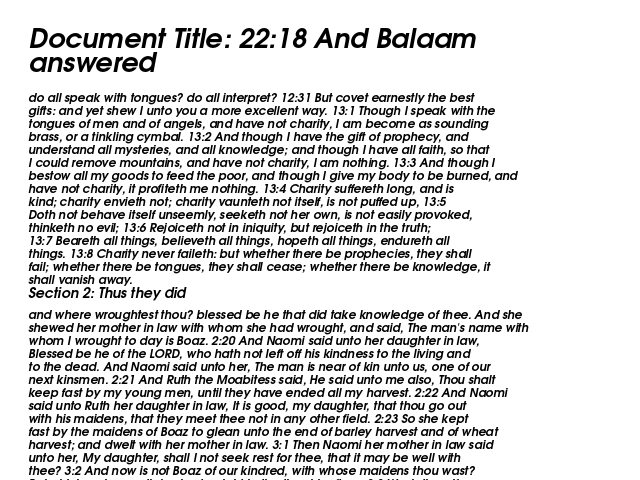 Document Title: 22:18 And Balaam
answered
do all speak with tongues? do all interpret? 12:31 But covet earnestly the best
gifts: and yet shew I unto you a more excellent way. 13:1 Though I speak with the
tongues of men and of angels, and have not charity, I am become as sounding
brass, or a tinkling cymbal. 13:2 And though I have the gift of prophecy, and
understand all mysteries, and all knowledge; and though I have all faith, so that
I could remove mountains, and have not charity, I am nothing. 13:3 And though I
bestow all my goods to feed the poor, and though I give my body to be burned, and
have not charity, it profiteth me nothing. 13:4 Charity suffereth long, and is
kind; charity envieth not; charity vaunteth not itself, is not puffed up, 13:5
Doth not behave itself unseemly, seeketh not her own, is not easily provoked,
thinketh no evil; 13:6 Rejoiceth not in iniquity, but rejoiceth in the truth;
13:7 Beareth all things, believeth all things, hopeth all things, endureth all
things. 13:8 Charity never faileth: but whether there be prophecies, they shall
fail; whether there be tongues, they shall cease; whether there be knowledge, it
shall vanish away.
Section 2: Thus they did
and where wroughtest thou? blessed be he that did take knowledge of thee. And she
shewed her mother in law with whom she had wrought, and said, The man's name with
whom I wrought to day is Boaz. 2:20 And Naomi said unto her daughter in law,
Blessed be he of the LORD, who hath not left off his kindness to the living and
to the dead. And Naomi said unto her, The man is near of kin unto us, one of our
next kinsmen. 2:21 And Ruth the Moabitess said, He said unto me also, Thou shalt
keep fast by my young men, until they have ended all my harvest. 2:22 And Naomi
said unto Ruth her daughter in law, It is good, my daughter, that thou go out
with his maidens, that they meet thee not in any other field. 2:23 So she kept
fast by the maidens of Boaz to glean unto the end of barley harvest and of wheat
harvest; and dwelt with her mother in law. 3:1 Then Naomi her mother in law said
unto her, My daughter, shall I not seek rest for thee, that it may be well with
thee? 3:2 And now is not Boaz of our kindred, with whose maidens thou wast?